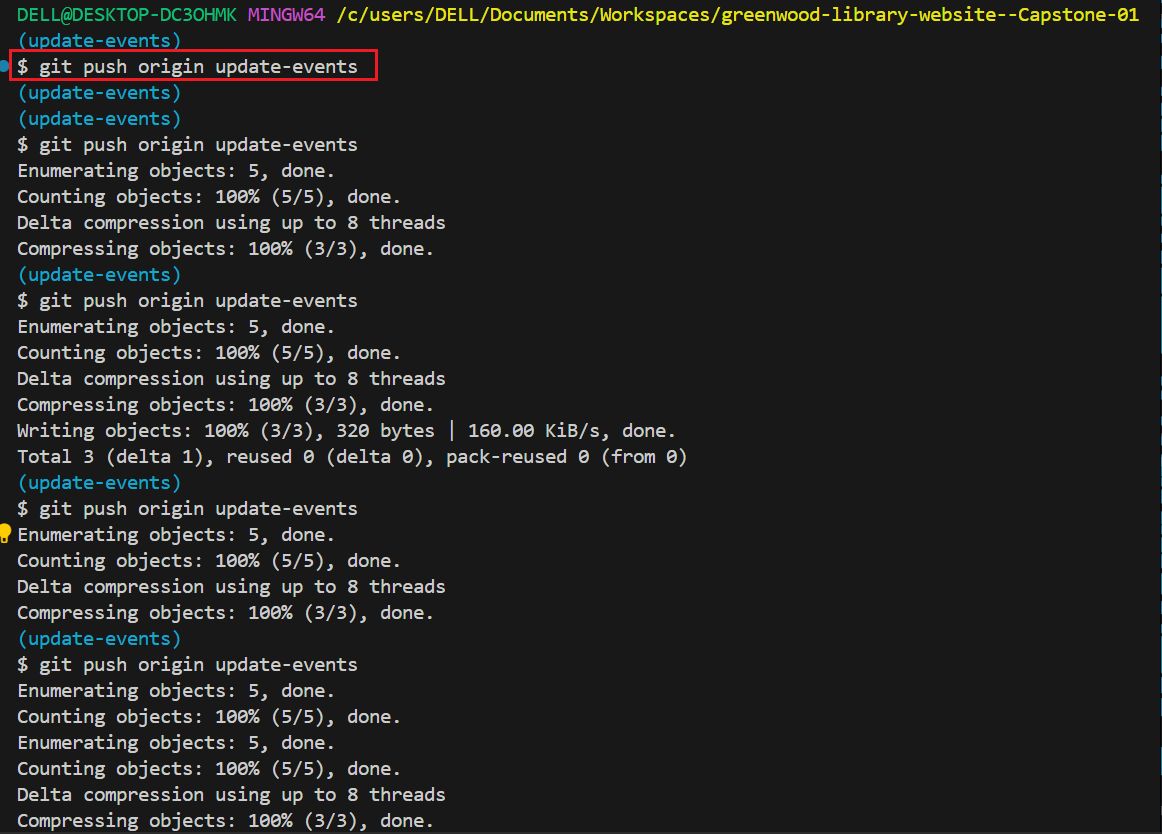 DELL@DESKTOP-DC3OHMK MINGW64 /c/users/DELL/Documents/Workspaces/greenwood-library-website--Capstone-01
(update-events)
$ git push origin update-events
(update-events)
(update-events)
$ git push origin update-events
Enumerating objects: 5, done.
Counting objects: 100% (5/5), done.
Delta compression using up to 8 threads
Compressing objects: 100% (3/3), done.
(update-events)
$ git push origin update-events
Enumerating objects: 5, done.
Counting objects: 100% (5/5), done.
Delta compression using up to 8 threads
Compressing objects: 100% (3/3), done.
Writing objects: 100% (3/3), 320 bytes | 160.00 KiB/s, done.
Total 3 (delta 1), reused 0 (delta 0), pack-reused 0 (from 0)
(update-events)
$ git push origin update-events
Enumerating objects: 5, done.
Counting objects: 100% (5/5), done.
Delta compression using up to 8 threads
Compressing objects: 100% (3/3), done.
(update-events)
$ git push origin update-events
Enumerating objects: 5, done.
Counting objects: 100% (5/5), done.
Enumerating objects: 5, done.
Counting objects: 100% (5/5), done.
Delta compression using up to 8 threads
Compressing objects: 100% (3/3), done.